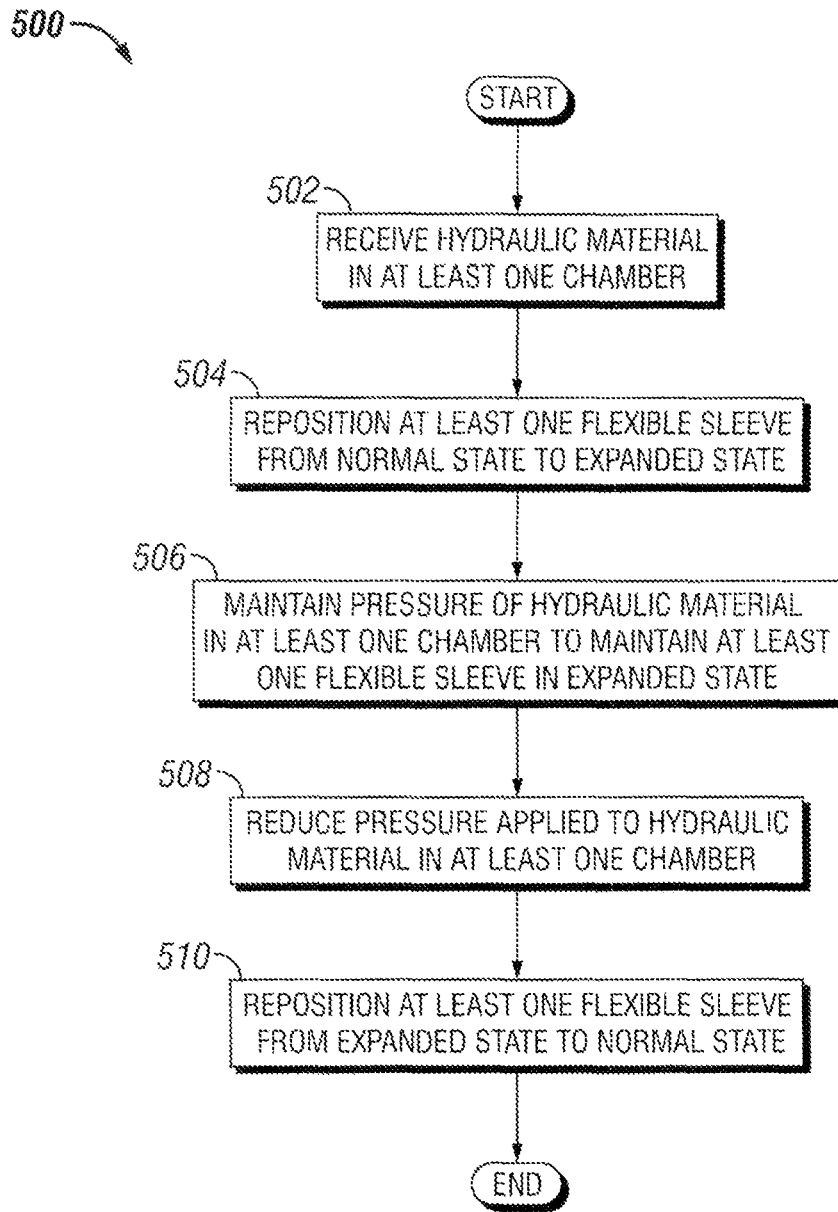 500
START
502
RECEIVE HYDRAULIC MATERIAL
IN AT LEAST ONE CHAMBER
504
REPOSITION AT LEAST ONE FLEXIBLE SLEEVE
FROM NORMAL STATE TO EXPANDED STATE
506
MAINTAIN PRESSURE OF HYDRAULIC MATERIAL
IN AT LEAST ONE CHAMBER TO MAINTAIN AT LEAST
ONE FLEXIBLE SLEEVE IN EXPANDED STATE
508
REDUCE PRESSURE APPLIED TO HYDRAULIC
MATERIAL IN AT LEAST ONE CHAMBER
510
REPOSITION AT LEAST ONE FLEXIBLE SLEEVE
FROM EXPANDED STATE TO NORMAL STATE
END